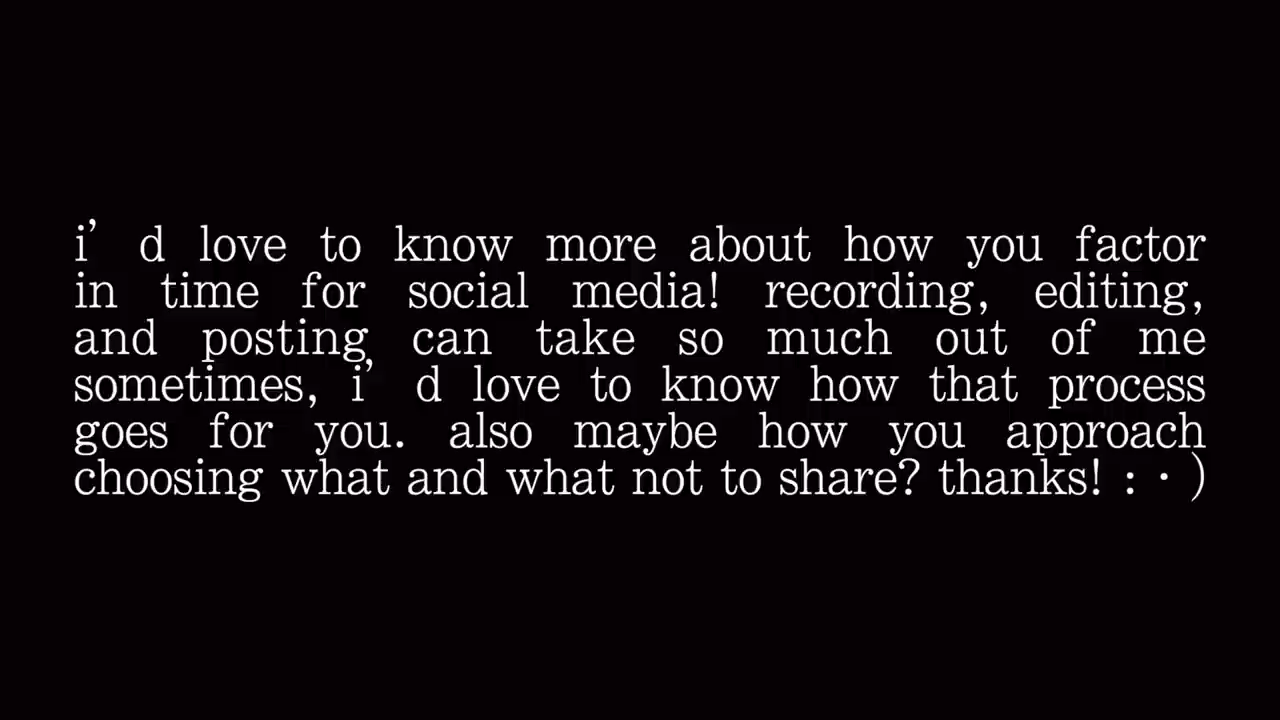 i’d love to know more about how you factor
in time for social media! recording, editing,
and posting can take so much out of me
sometimes, i’d love to know how that process
goes for you. also maybe how you approach
choosing what and what not to share? thanks! :·)